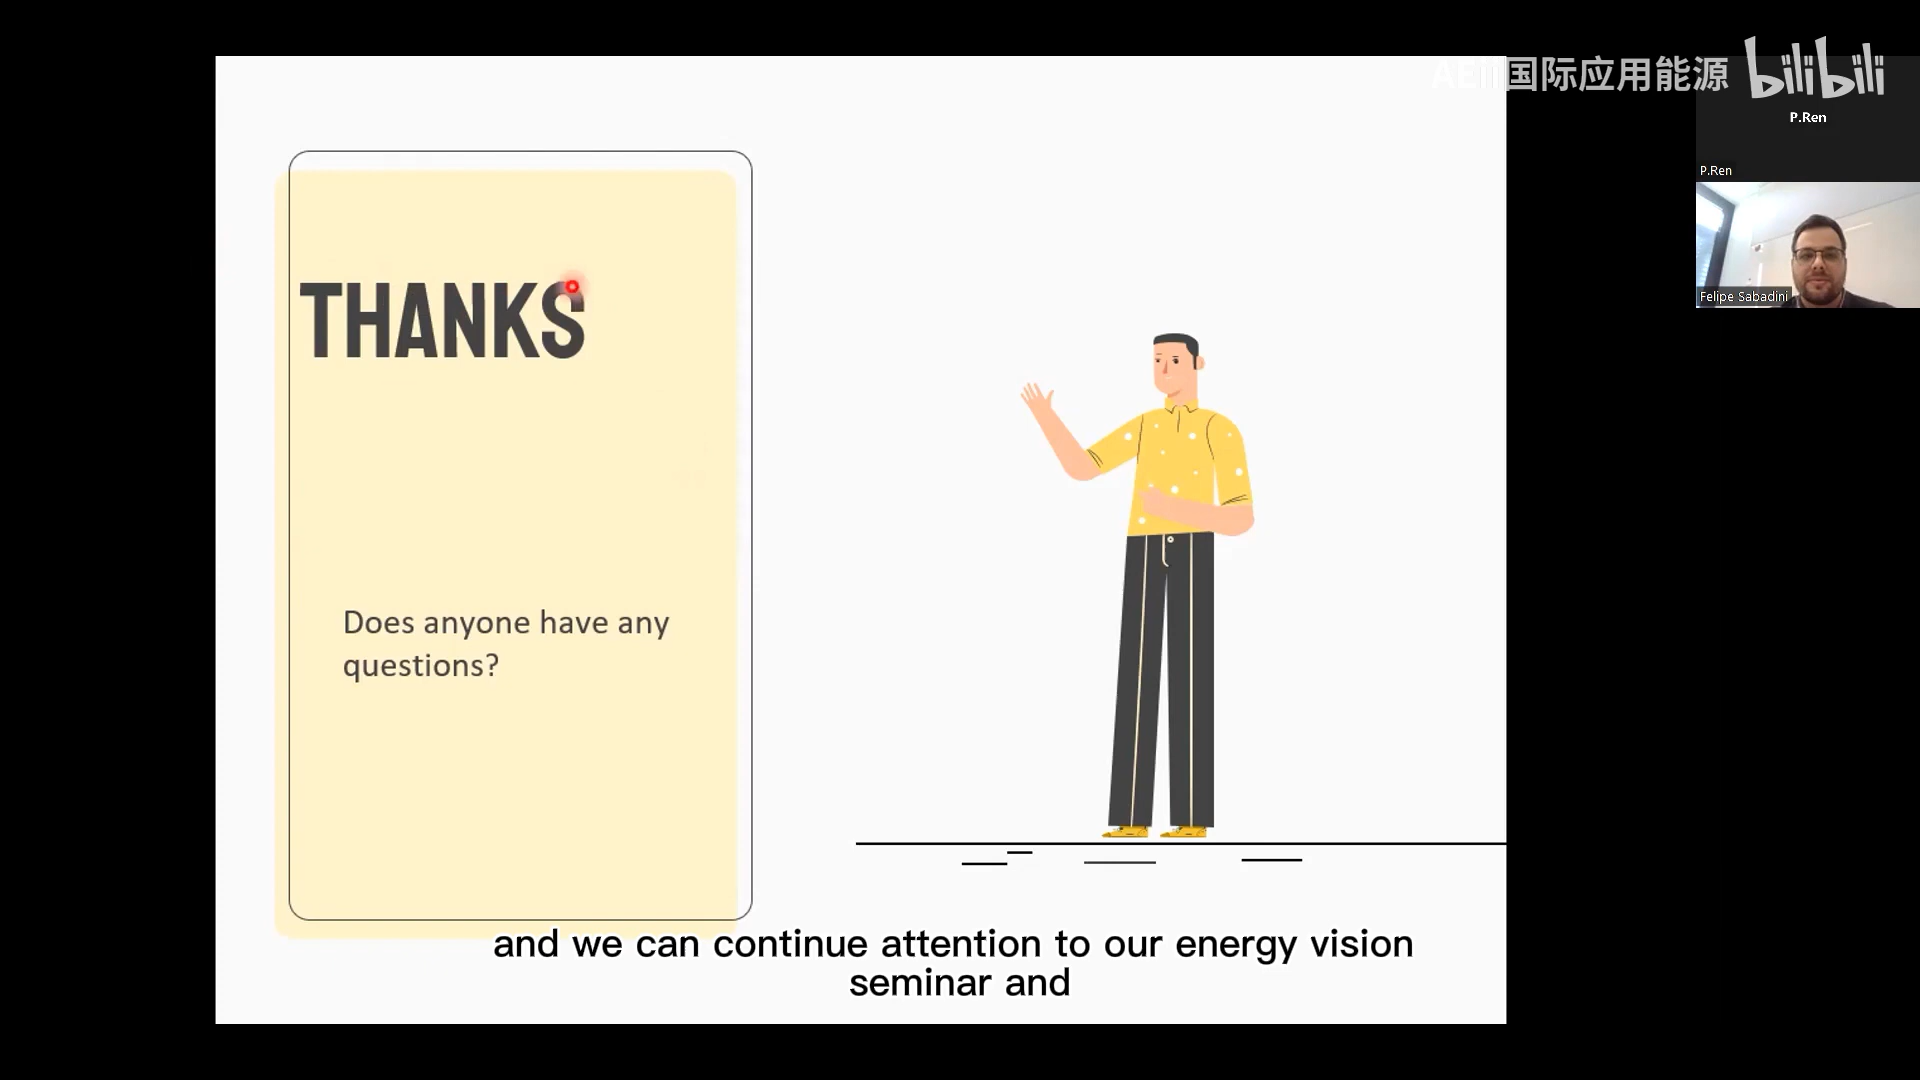 AEii国际应用能源 bilibili
P.Ren
P.Ren
Felipe Sabadini
THANKS
Does anyone have any
questions?
and we can continue attention to our energy vision
seminar and